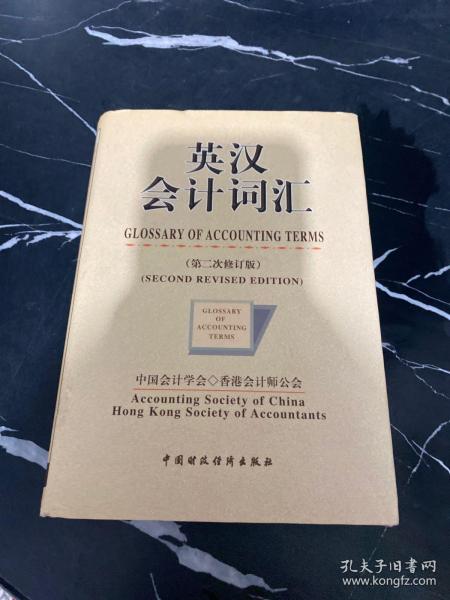 英汉
会计词汇
GLOSSARY OF ACCOUNTING TERMS
(第二次修订版)
(SECOND REVISED EDITION)
GLOSSARY
OF
ACCOUNTING
TERMS
中国会计学会◇香港会计师公会
Accounting Society of China
Hong Kong Society of Accountants
中国财政经济出版社
孔夫子旧书网
www.kongfz.com